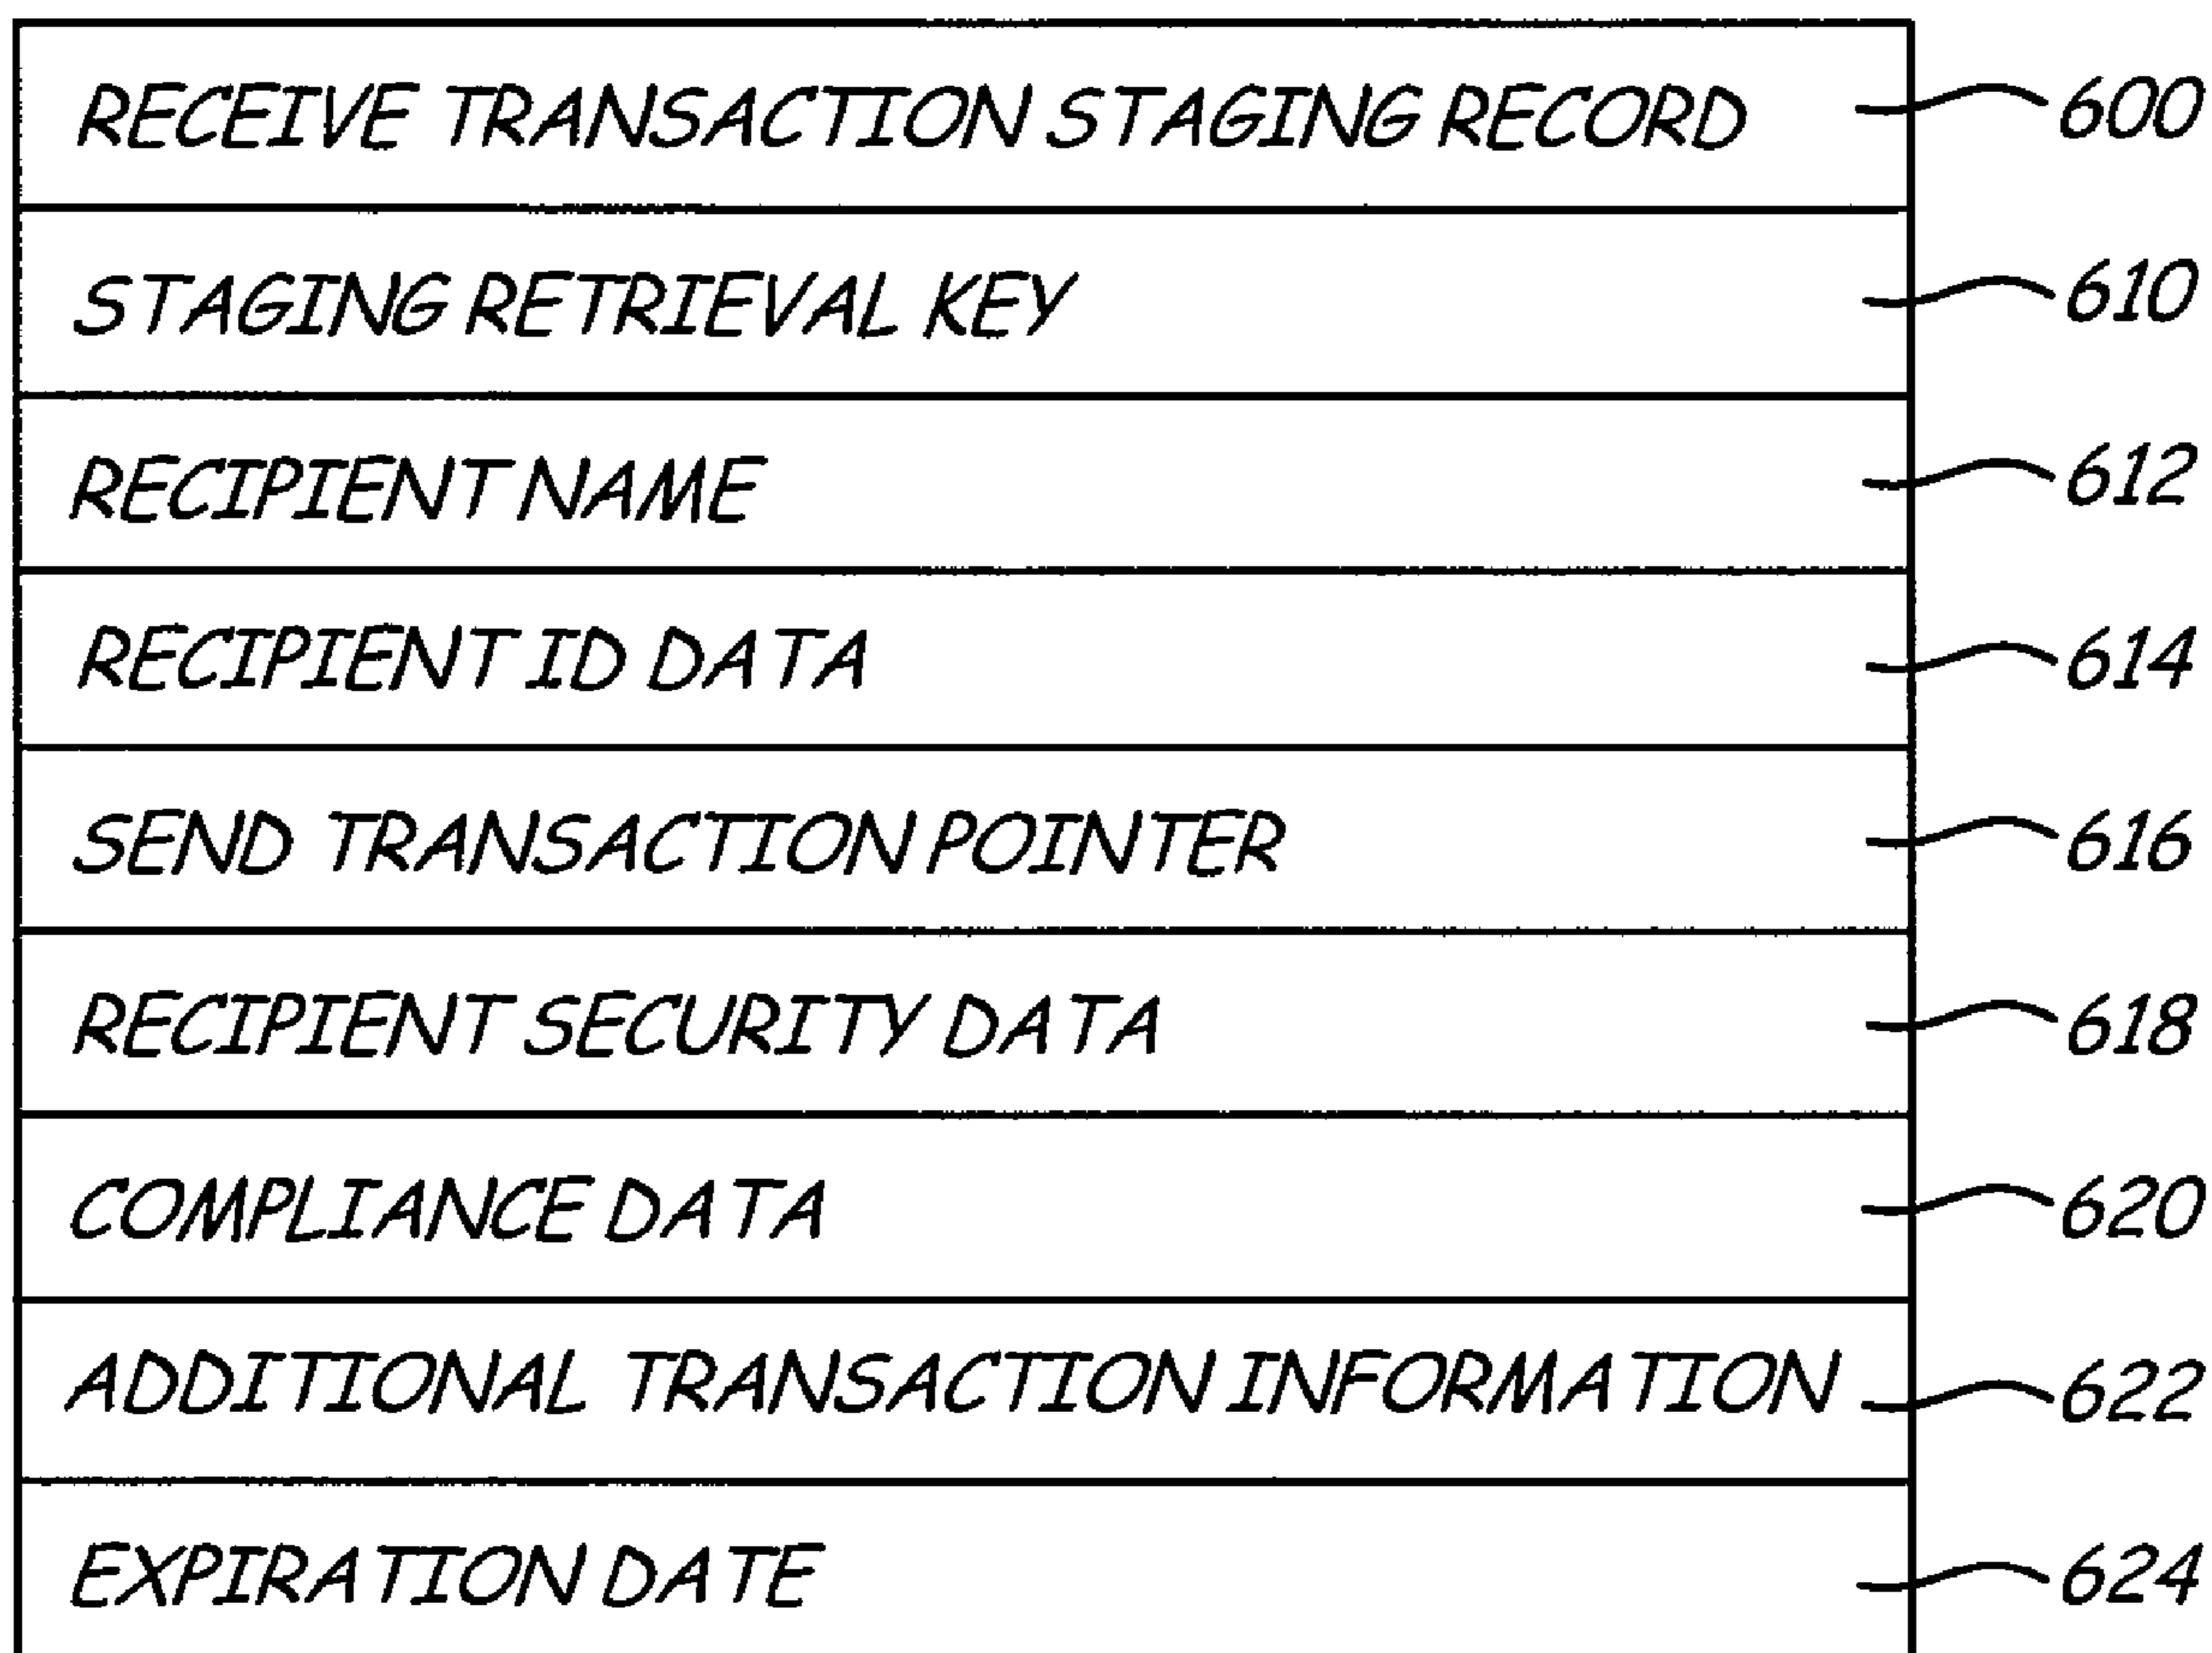 RECEIVE TRANSACTION STAGING RECORD 600
STAGING RETRIEVAL KEY 610
RECIPIENT NAME 612
RECIPIENT ID DATA 614
SEND TRANSACTION POINTER 616
RECIPIENT SECURITY DATA 618
COMPLIANCE DATA 620
ADDITIONAL TRANSACTION INFORMATION 622
EXPIRATION DATE 624